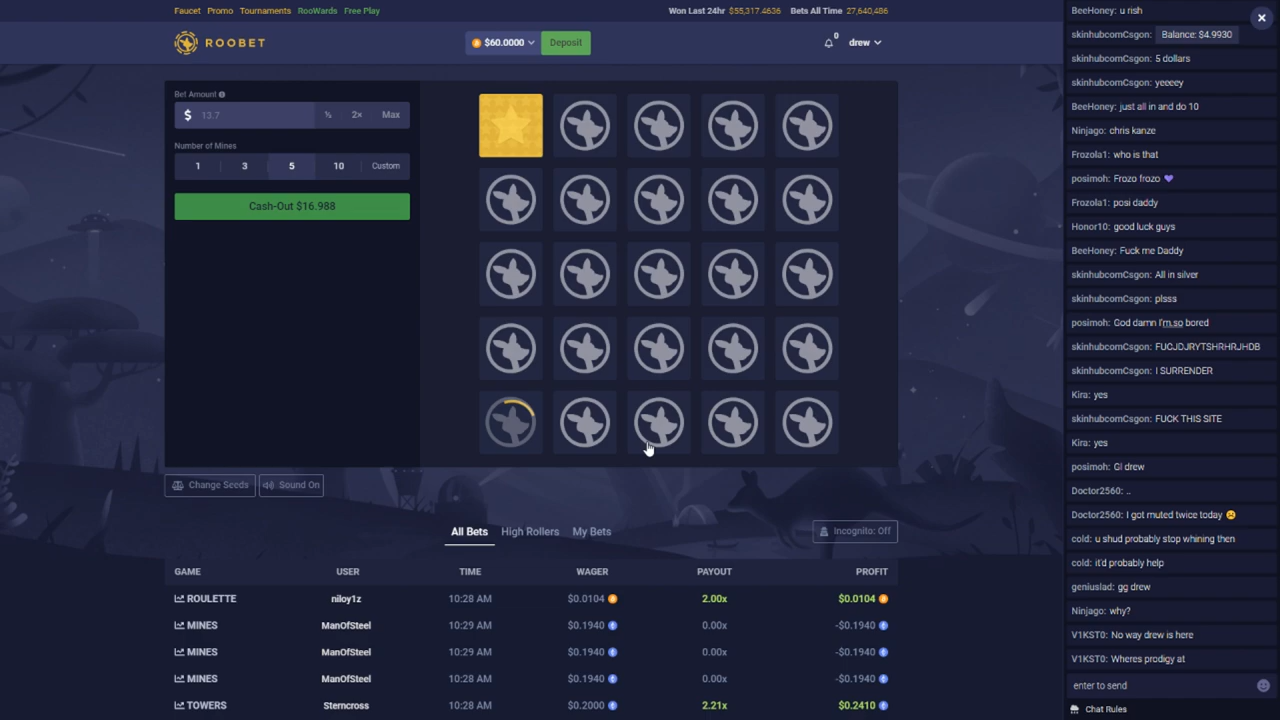 Faucet Promo Tournaments RooWards Free Play
Won Last 24hr $55,317.4636 Bets All Time 27,640,486
ROOBET
$60.0000 Deposit
0 drew
Bet Amount
$ 13.7 ½ 2× Max
Number of Mines
1 3 5 10 Custom
Cash-Out $16.988
Change Seeds Sound On
All Bets High Rollers My Bets
Incognito: Off
GAME USER TIME WAGER PAYOUT PROFIT
ROULETTE niloy1z 10:28 AM $0.0104 2.00x $0.0104
MINES ManOfSteel 10:29 AM $0.1940 0.00x -$0.1940
MINES ManOfSteel 10:29 AM $0.1940 0.00x -$0.1940
MINES ManOfSteel 10:29 AM $0.1940 0.00x -$0.1940
TOWERS Sterncross 10:28 AM $0.2000 2.21x $0.2410
BeeHoney: u rish
skinhubcomCsgon: Balance: $4.9930
skinhubcomCsgon: 5 dollars
skinhubcomCsgon: yeeeey
BeeHoney: just all in and do 10
Ninjago: chris kanze
Frozola1: who is that
posimoh: Frozo frozo 💜
Frozola1: posi daddy
Honor10: good luck guys
BeeHoney: Fuck me Daddy
skinhubcomCsgon: All in silver
skinhubcomCsgon: plsss
posimoh: God damn I'm.so bored
skinhubcomCsgon: FUCJDJRYTSHRHRJHDB
skinhubcomCsgon: I SURRENDER
Kira: yes
skinhubcomCsgon: FUCK THIS SITE
Kira: yes
posimoh: Gl drew
Doctor2560: ..
Doctor2560: I got muted twice today ☹️
cold: u shud probably stop whining then
cold: it'd probably help
geniuslad: gg drew
Ninjago: why?
V1KST0: No way drew is here
V1KST0: Wheres prodigy at
enter to send
Chat Rules